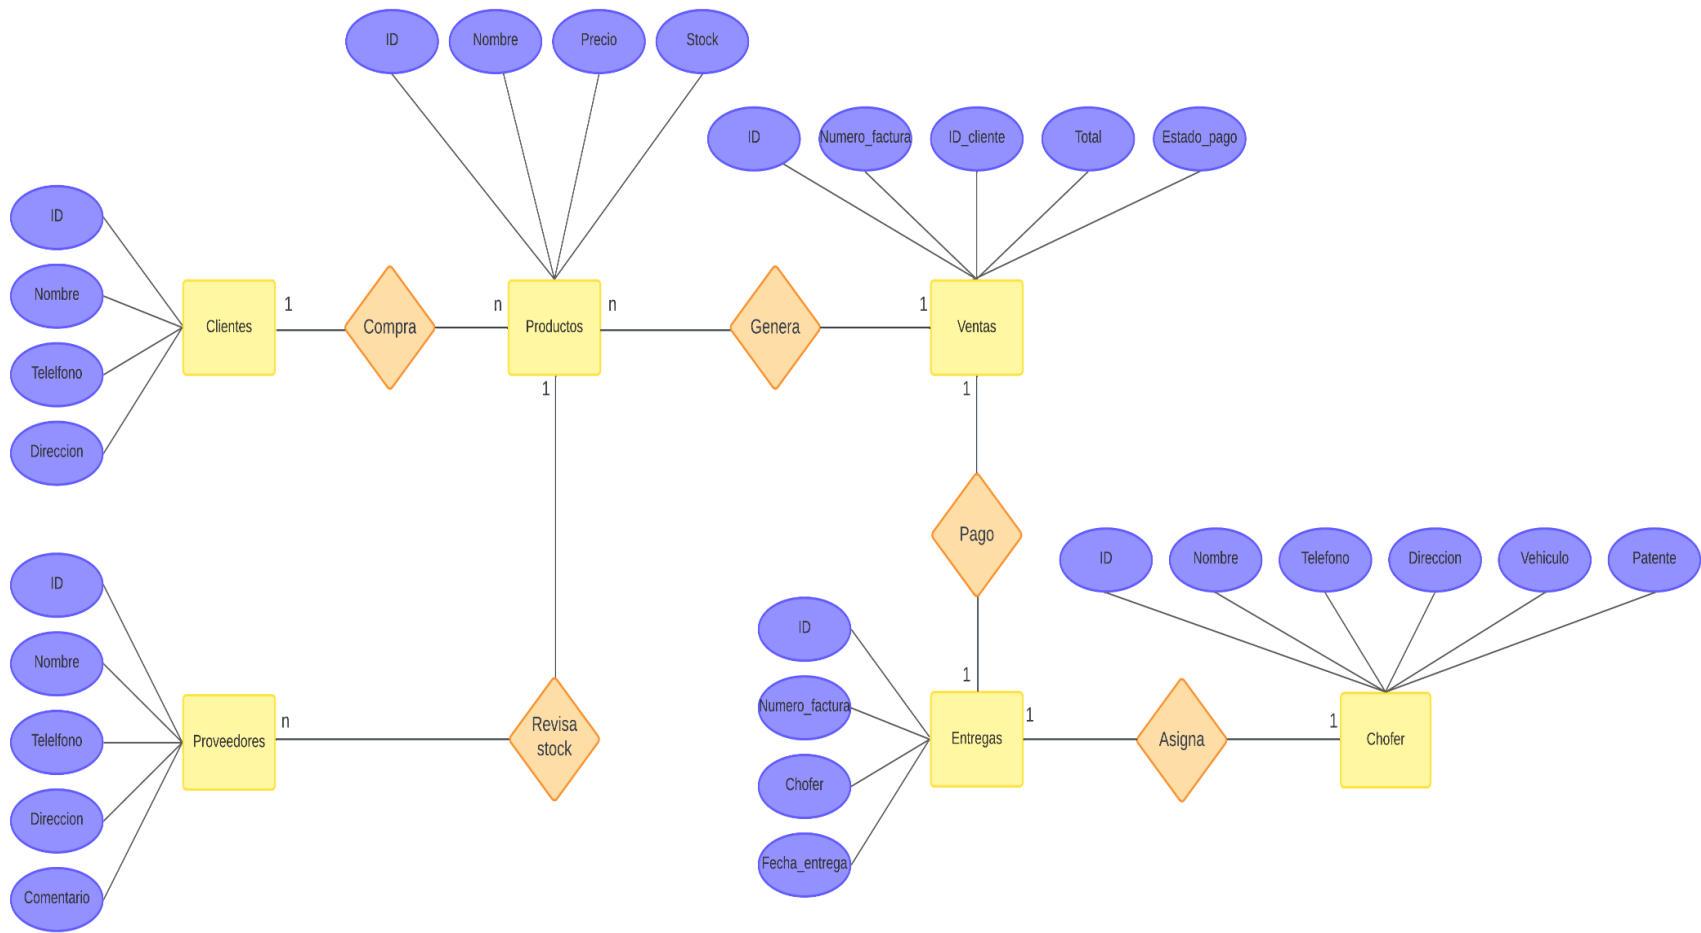 ID
Nombre
Precio
Stock
ID
Numero_factura
ID_cliente
Total
Estado_pago
ID
Nombre
Telelfono
Direccion
Clientes
1
Compra
n
Productos
n
Genera
1
Ventas
1
1
Pago
ID
Nombre
Telefono
Direccion
Vehiculo
Patente
ID
Nombre
Telelfono
Direccion
Comentario
Proveedores
n
Revisa
stock
ID
Numero_factura
Chofer
Fecha_entrega
1
Entregas
1
Asigna
1
Chofer